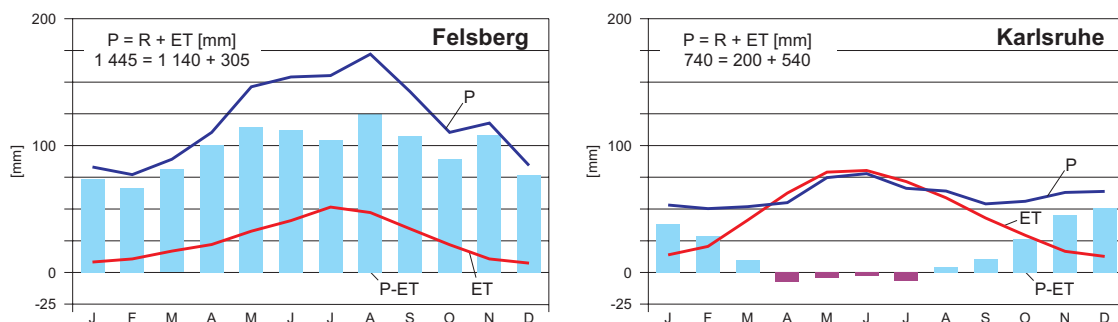 200
P = R + ET [mm]
1 445 = 1 140 + 305
Felsberg
P
100
[mm]
0
P-ET
ET
-25
J F M A M J J A S O N D
200
P = R + ET [mm]
740 = 200 + 540
Karlsruhe
P
100
[mm]
ET
0
P-ET
-25
J F M A M J J A S O N D